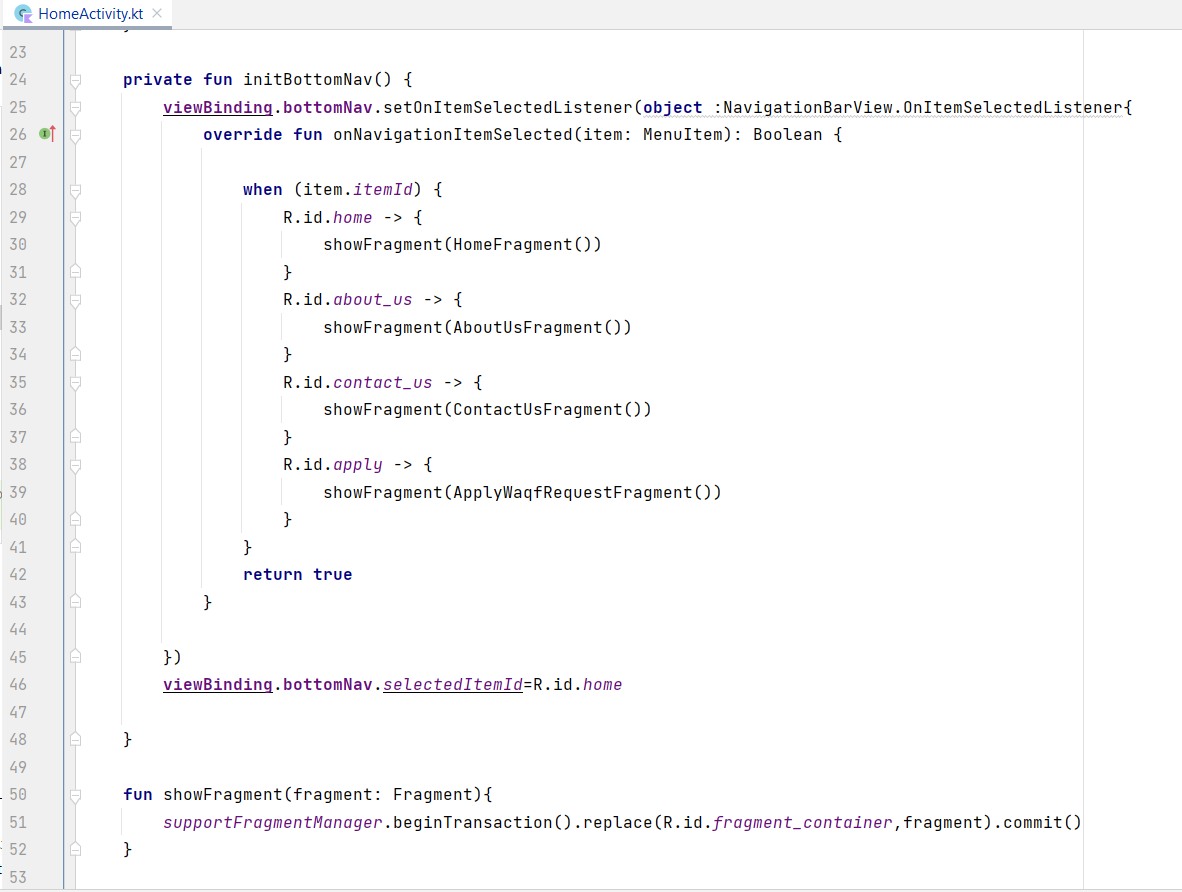 HomeActivity.kt
23
24 private fun initBottomNav() {
25 viewBinding.bottomNav.setOnItemSelectedListener(object :NavigationBarView.OnItemSelectedListener{
26 override fun onNavigationItemSelected(item: MenuItem): Boolean {
27
28 when (item.itemId) {
29 R.id.home -> {
30 showFragment(HomeFragment())
31 }
32 R.id.about_us -> {
33 showFragment(AboutUsFragment())
34 }
35 R.id.contact_us -> {
36 showFragment(ContactUsFragment())
37 }
38 R.id.apply -> {
39 showFragment(ApplyWaqfRequestFragment())
40 }
41 }
42 return true
43 }
44
45 })
46 viewBinding.bottomNav.selectedItemId=R.id.home
47
48 }
49
50 fun showFragment(fragment: Fragment){
51 supportFragmentManager.beginTransaction().replace(R.id.fragment_container,fragment).commit()
52 }
53